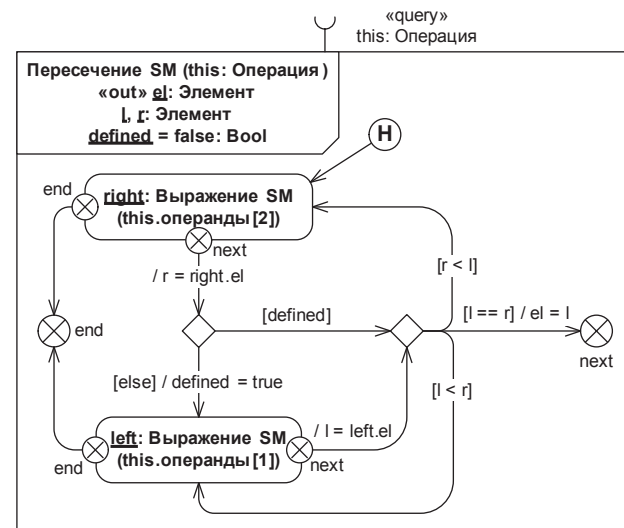 «query»
this: Операция
Пересечение SM (this: Операция)
«out» el: Элемент
l, r: Элемент
defined = false: Bool
H
end
right: Выражение SM
(this.операнды[2])
next
/ r = right.el
[r < l]
end
[defined]
[l == r] / el = l
next
[else] / defined = true
[l < r]
left: Выражение SM
(this.операнды[1])
/ l = left.el
end
next